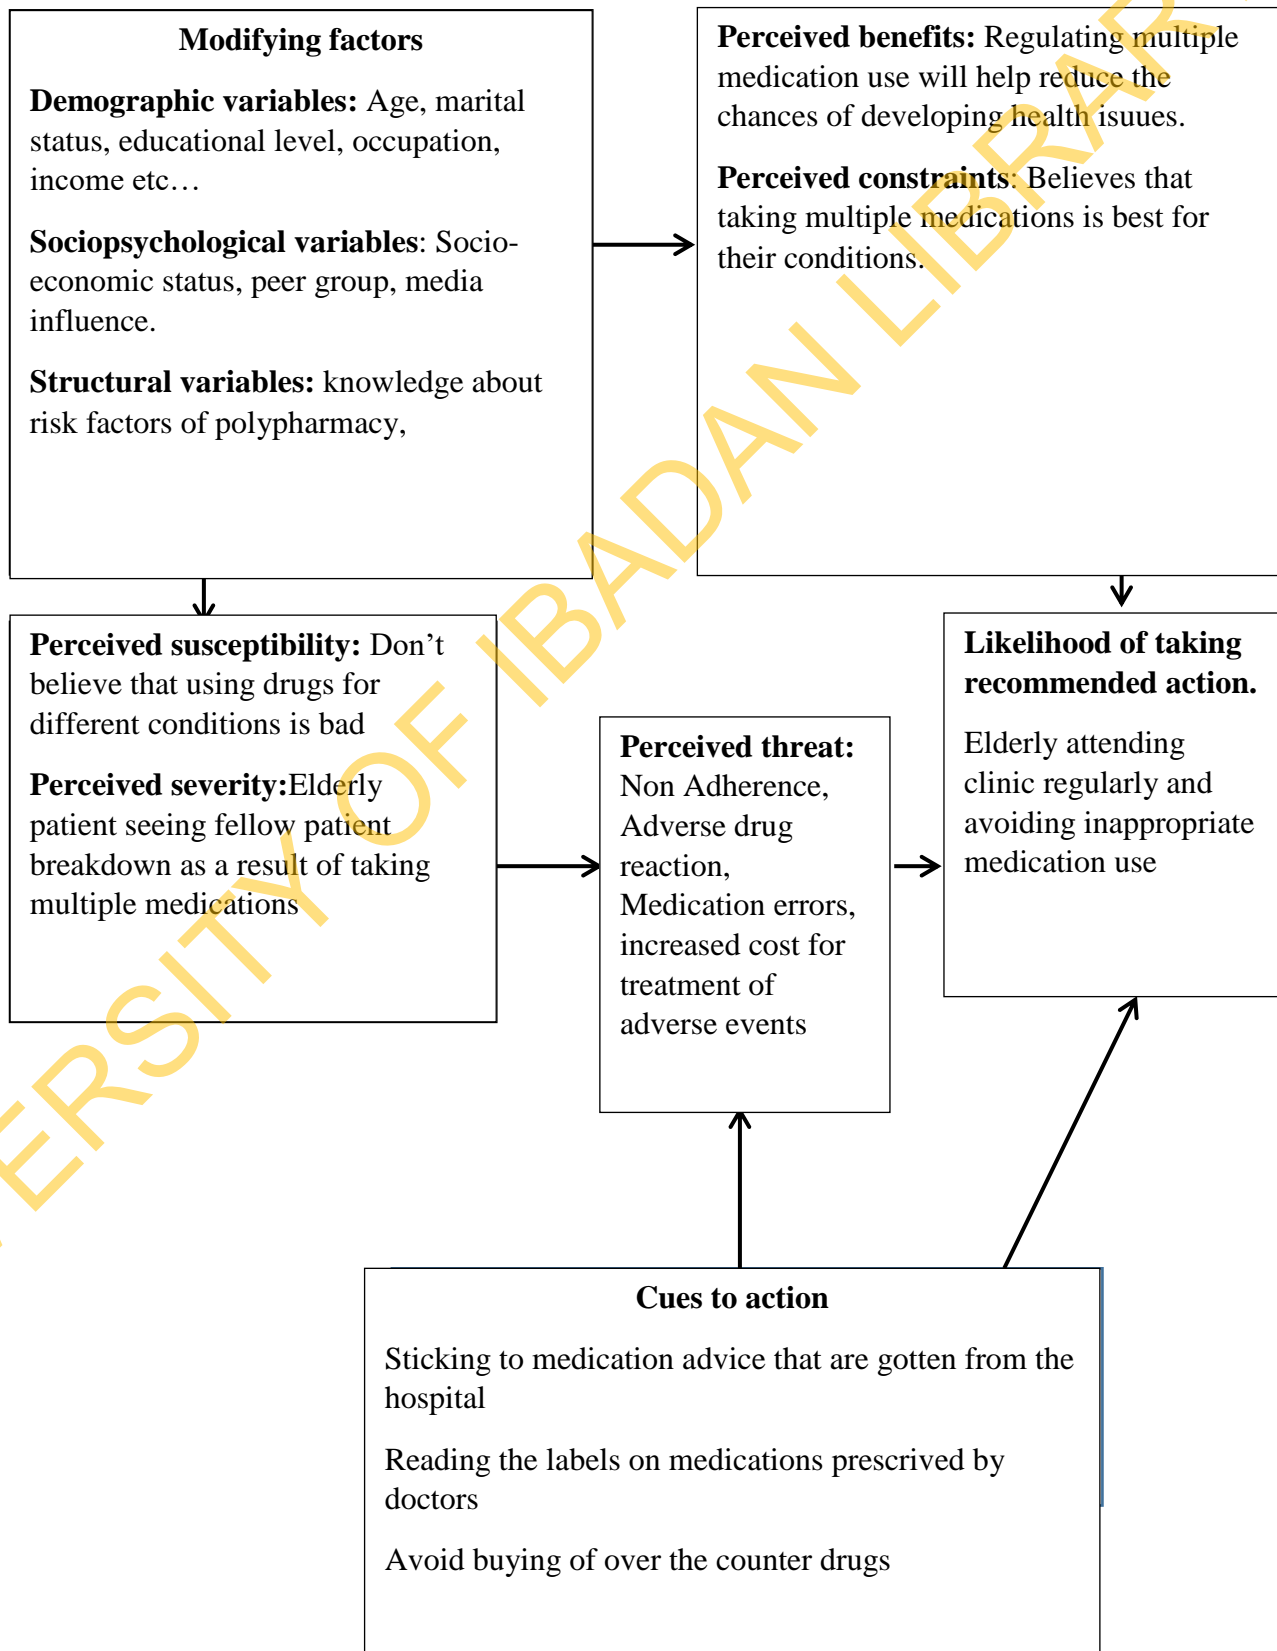 Modifying factors
Demographic variables: Age, marital
status, educational level, occupation,
income etc…
Sociopsychological variables: Socio-
economic status, peer group, media
influence.
Structural variables: knowledge about
risk factors of polypharmacy,
Perceived benefits: Regulating multiple
medication use will help reduce the
chances of developing health isuues.
Perceived constraints: Believes that
taking multiple medications is best for
their conditions.
Perceived susceptibility: Don’t
believe that using drugs for
different conditions is bad
Perceived severity:Elderly
patient seeing fellow patient
breakdown as a result of taking
multiple medications
Perceived threat:
Non Adherence,
Adverse drug
reaction,
Medication errors,
increased cost for
treatment of
adverse events
Likelihood of taking
recommended action.
Elderly attending
clinic regularly and
avoiding inappropriate
medication use
Cues to action
Sticking to medication advice that are gotten from the
hospital
Reading the labels on medications prescrived by
doctors
Avoid buying of over the counter drugs
ERSITY OF IBADAN LIBRAR